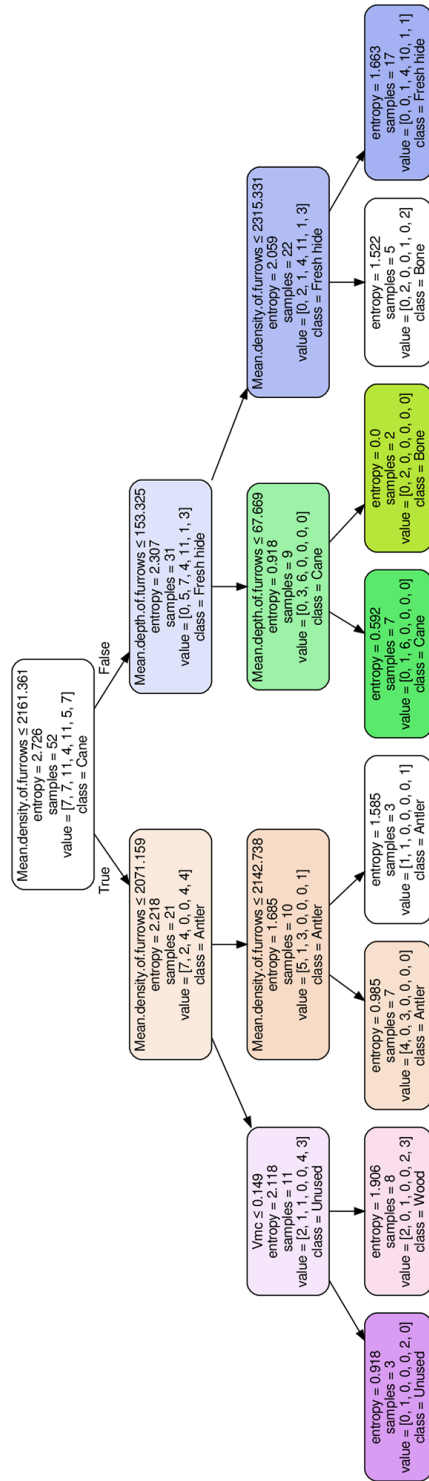 Mean.density.of.furrows ≤ 2161.361
entropy = 2.726
samples = 52
value = [7, 7, 11, 4, 11, 5, 7]
class = Cane
True
False
Mean.density.of.furrows ≤ 2071.159
entropy = 2.218
samples = 21
value = [7, 2, 4, 0, 0, 4, 4]
class = Antler
Mean.depth.of.furrows ≤ 153.325
entropy = 2.307
samples = 31
value = [0, 5, 7, 4, 11, 1, 3]
class = Fresh hide
Vmc ≤ 0.149
entropy = 2.118
samples = 11
value = [2, 1, 1, 0, 0, 4, 3]
class = Unused
Mean.density.of.furrows ≤ 2142.738
entropy = 1.685
samples = 10
value = [5, 1, 3, 0, 0, 0, 1]
class = Antler
Mean.depth.of.furrows ≤ 67.669
entropy = 0.918
samples = 9
value = [0, 3, 6, 0, 0, 0, 0]
class = Cane
Mean.density.of.furrows ≤ 2315.331
entropy = 2.059
samples = 22
value = [0, 2, 1, 4, 11, 1, 3]
class = Fresh hide
entropy = 0.918
samples = 3
value = [0, 1, 0, 0, 0, 2, 0]
class = Unused
entropy = 1.906
samples = 8
value = [2, 0, 1, 0, 0, 2, 3]
class = Wood
entropy = 0.985
samples = 7
value = [4, 0, 3, 0, 0, 0, 0]
class = Antler
entropy = 1.585
samples = 3
value = [1, 1, 0, 0, 0, 0, 1]
class = Antler
entropy = 0.592
samples = 7
value = [0, 1, 6, 0, 0, 0, 0]
class = Cane
entropy = 0.0
samples = 2
value = [0, 2, 0, 0, 0, 0, 0]
class = Bone
entropy = 1.522
samples = 5
value = [0, 2, 0, 0, 1, 0, 2]
class = Bone
entropy = 1.663
samples = 17
value = [0, 0, 1, 4, 10, 1, 1]
class = Fresh hide